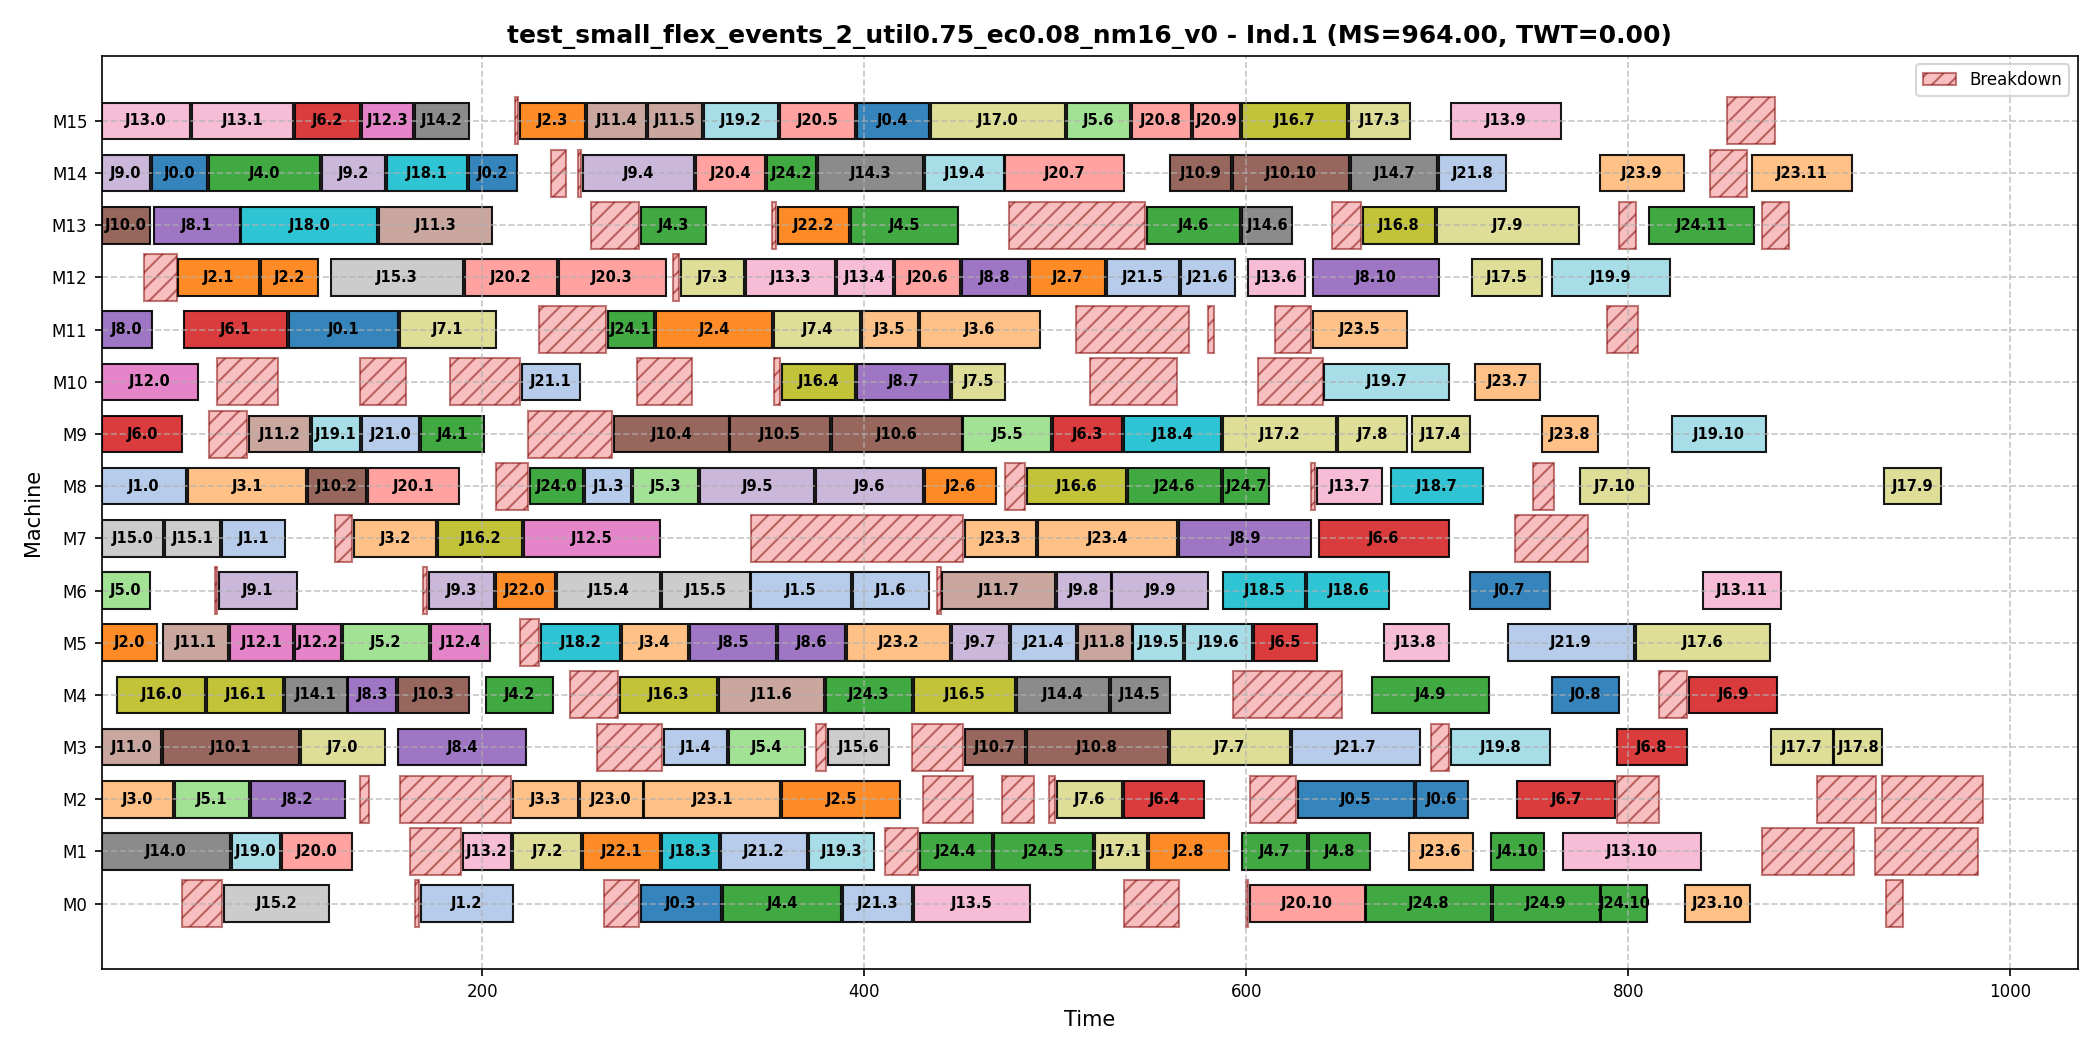 test_small_flex_events_2_util0.75_ec0.08_nm16_v0 - Ind.1 (MS=964.00, TWT=0.00)
Breakdown
M15 J13.0 J13.1 J6.2 J12.3 J14.2 J2.3 J11.4 J11.5 J19.2 J20.5 J0.4 J17.0 J5.6 J20.8 J20.9 J16.7 J17.3 J13.9
M14 J9.0 J0.0 J4.0 J9.2 J18.1 J0.2 J9.4 J20.4 J24.2 J14.3 J19.4 J20.7 J10.9 J10.10 J14.7 J21.8 J23.9 J23.11
M13 J10.0 J8.1 J18.0 J11.3 J4.3 J22.2 J4.5 J4.6 J14.6 J16.8 J7.9 J24.11
M12 J2.1 J2.2 J15.3 J20.2 J20.3 J7.3 J13.3 J13.4 J20.6 J8.8 J2.7 J21.5 J21.6 J13.6 J8.10 J17.5 J19.9
M11 J8.0 J6.1 J0.1 J7.1 J24.1 J2.4 J7.4 J3.5 J3.6 J23.5
M10 J12.0 J21.1 J16.4 J8.7 J7.5 J19.7 J23.7
M9 J6.0 J11.2 J19.1 J21.0 J4.1 J10.4 J10.5 J10.6 J5.5 J6.3 J18.4 J17.2 J7.8 J17.4 J23.8 J19.10
M8 J1.0 J3.1 J10.2 J20.1 J24.0 J1.3 J5.3 J9.5 J9.6 J2.6 J16.6 J24.6 J24.7 J13.7 J18.7 J7.10 J17.9
M7 J15.0 J15.1 J1.1 J3.2 J16.2 J12.5 J23.3 J23.4 J8.9 J6.6
M6 J5.0 J9.1 J9.3 J22.0 J15.4 J15.5 J1.5 J1.6 J11.7 J9.8 J9.9 J18.5 J18.6 J0.7 J13.11
M5 J2.0 J11.1 J12.1 J12.2 J5.2 J12.4 J18.2 J3.4 J8.5 J8.6 J23.2 J9.7 J21.4 J11.8 J19.5 J19.6 J6.5 J13.8 J21.9 J17.6
M4 J16.0 J16.1 J14.1 J8.3 J10.3 J4.2 J16.3 J11.6 J24.3 J16.5 J14.4 J14.5 J4.9 J0.8 J6.9
M3 J11.0 J10.1 J7.0 J8.4 J1.4 J5.4 J15.6 J10.7 J10.8 J7.7 J21.7 J19.8 J6.8 J17.7 J17.8
M2 J3.0 J5.1 J8.2 J3.3 J23.0 J23.1 J2.5 J7.6 J6.4 J0.5 J0.6 J6.7
M1 J14.0 J19.0 J20.0 J13.2 J7.2 J22.1 J18.3 J21.2 J19.3 J24.4 J24.5 J17.1 J2.8 J4.7 J4.8 J23.6 J4.10 J13.10
M0 J15.2 J1.2 J0.3 J4.4 J21.3 J13.5 J20.10 J24.8 J24.9 J24.10 J23.10
Machine
200 400 600 800 1000
Time